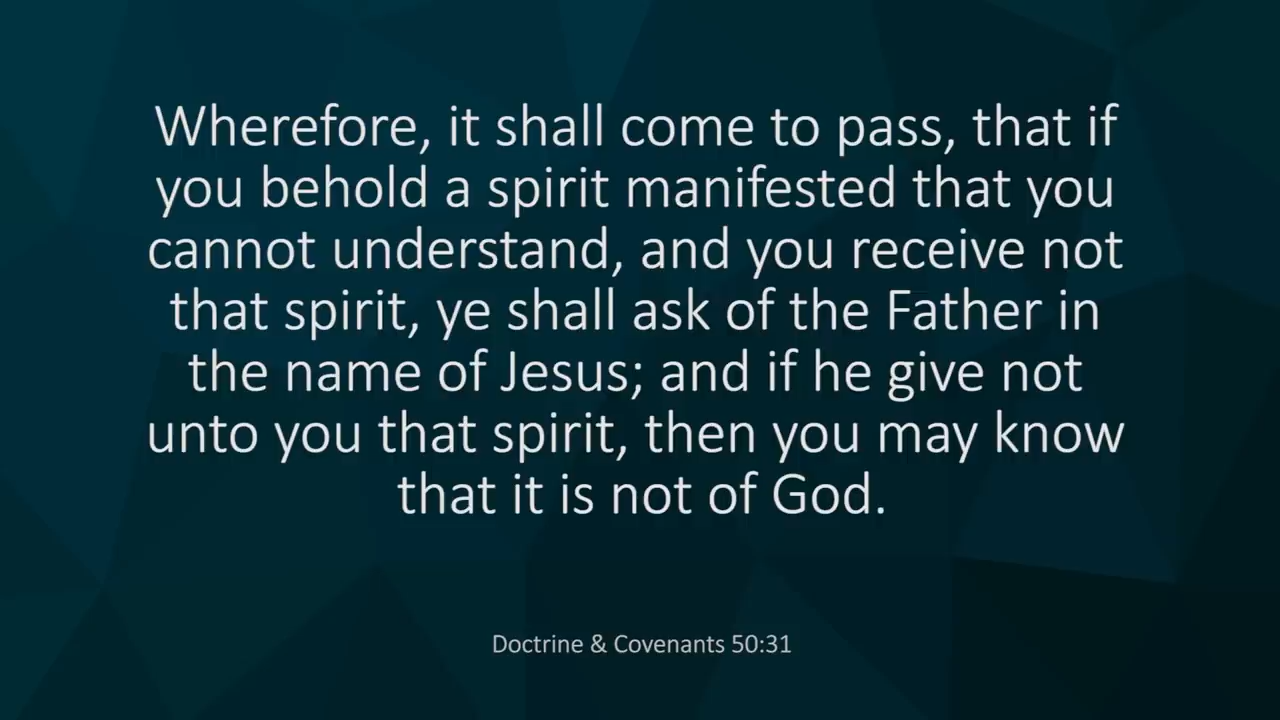 Wherefore, it shall come to pass, that if
you behold a spirit manifested that you
cannot understand, and you receive not
that spirit, ye shall ask of the Father in
the name of Jesus; and if he give not
unto you that spirit, then you may know
that it is not of God.
Doctrine & Covenants 50:31